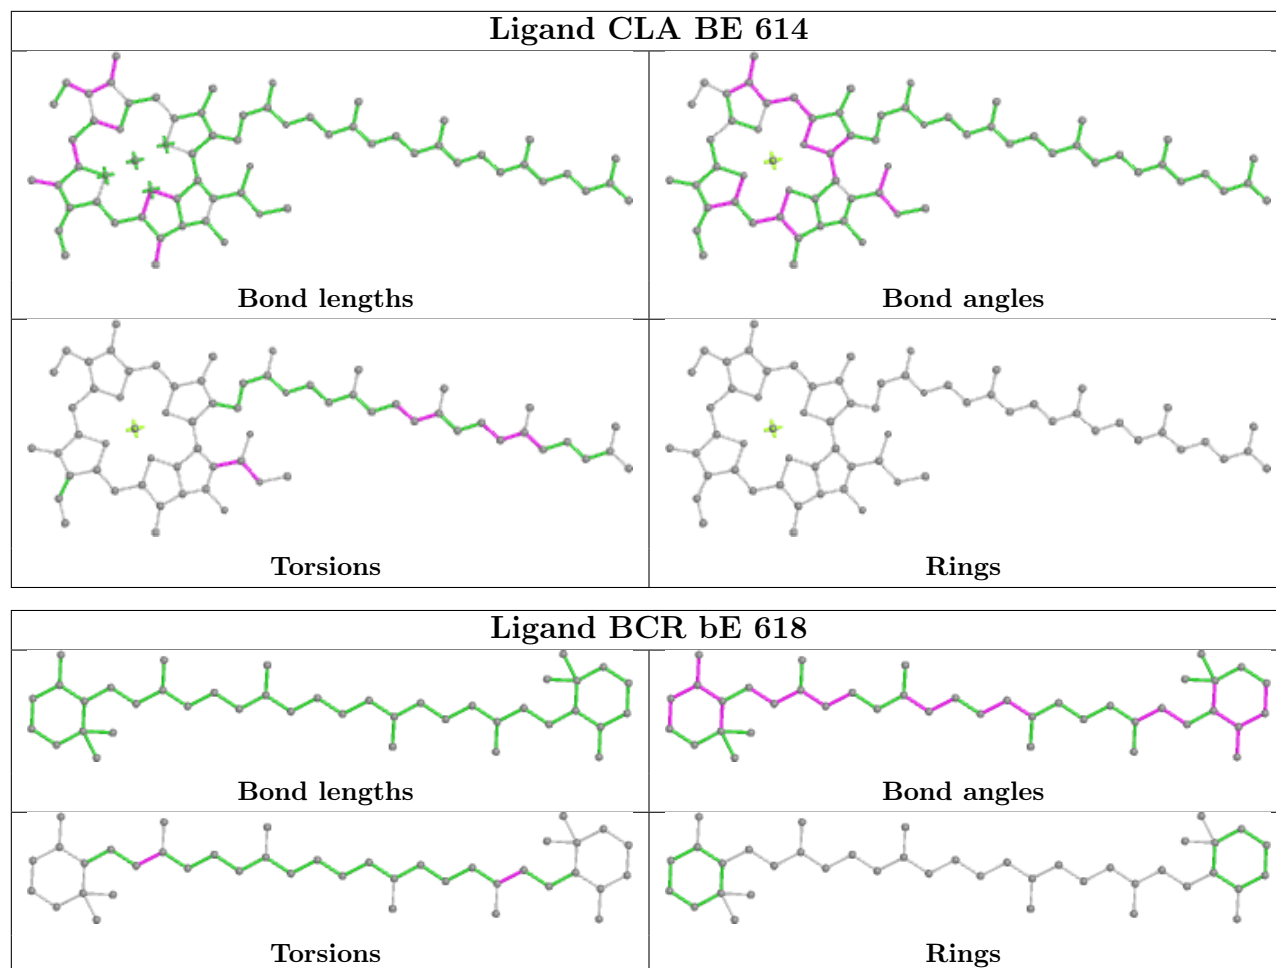 Ligand CLA BE 614
Bond lengths
Bond angles
Torsions
Rings
Ligand BCR bE 618
Bond lengths
Bond angles
Torsions
Rings